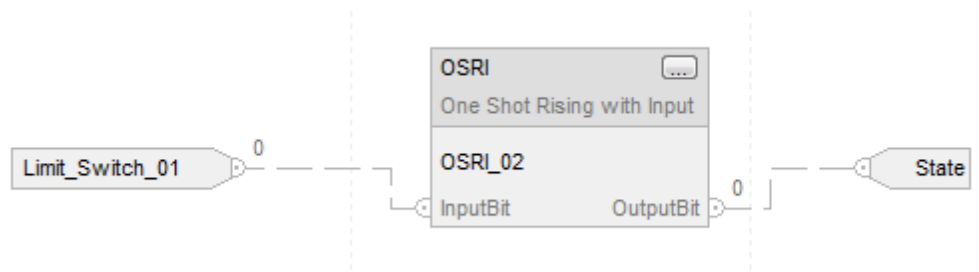 OSRI ...
One Shot Rising with Input
Limit_Switch_01 0
OSRI_02
0 State
InputBit OutputBit